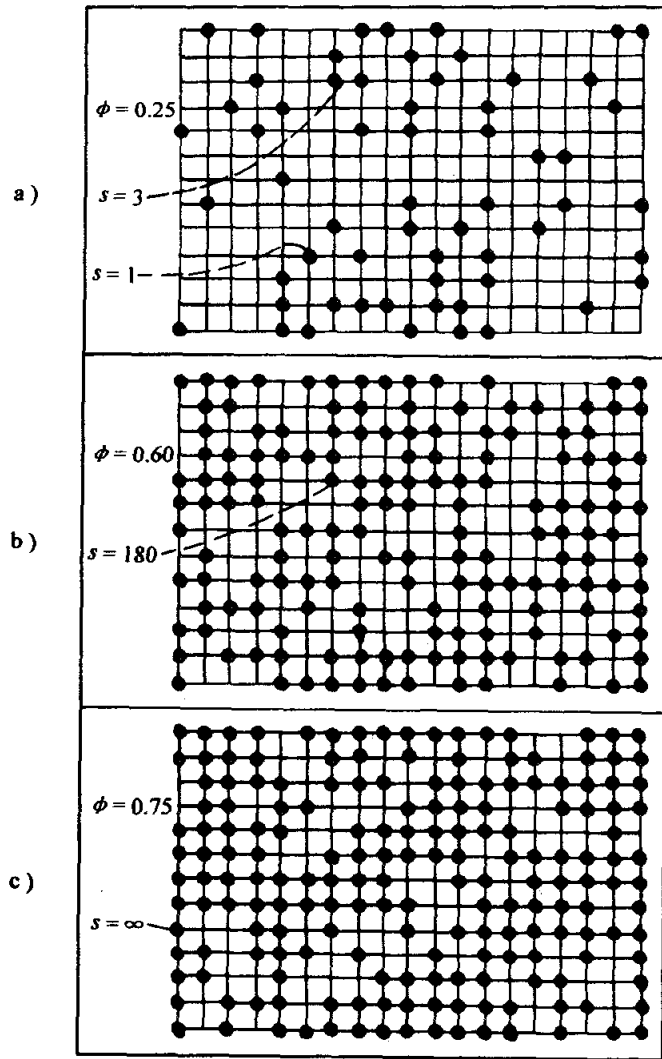 ϕ = 0.25
a )
s = 3
s = 1
ϕ = 0.60
b )
s = 180
ϕ = 0.75
c )
s = ∞